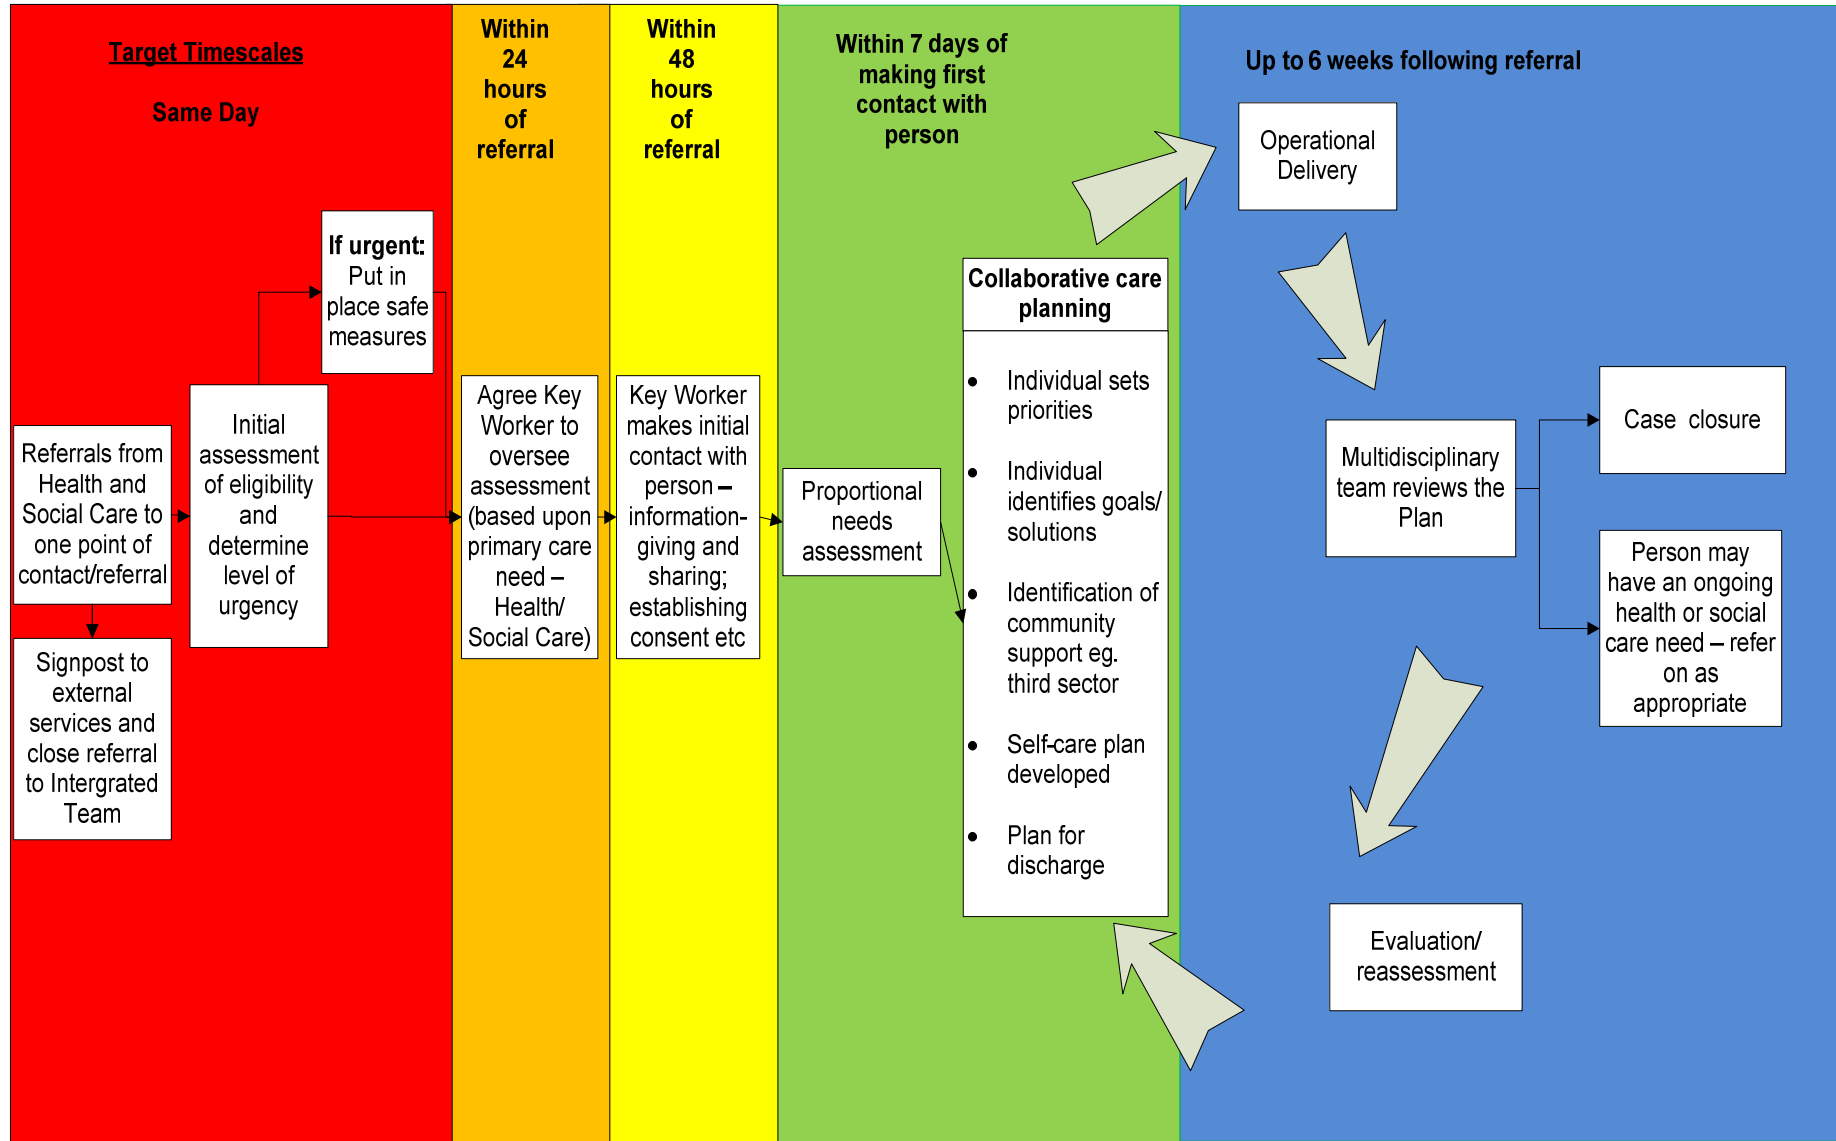 Target Timescales
Same Day
Within
24
hours
of
referral
Within
48
hours
of
referral
Within 7 days of
making first
contact with
person
Up to 6 weeks following referral
Operational
Delivery
If urgent:
Put in
place safe
measures
Referrals from
Health and
Social Care to
one point of
contact/referral
Signpost to
external
services and
close referral
to Intergrated
Team
Initial
assessment
of eligibility
and
determine
level of
urgency
Agree Key
Worker to
oversee
assessment
(based upon
primary care
need –
Health/
Social Care)
Key Worker
makes initial
contact with
person –
information-
giving and
sharing;
establishing
consent etc
Proportional
needs
assessment
Collaborative care
planning
• Individual sets
priorities
• Individual
identifies goals/
solutions
• Identification of
community
support eg.
third sector
• Self-care plan
developed
• Plan for
discharge
Multidisciplinary
team reviews the
Plan
Case closure
Person may
have an ongoing
health or social
care need – refer
on as
appropriate
Evaluation/
reassessment